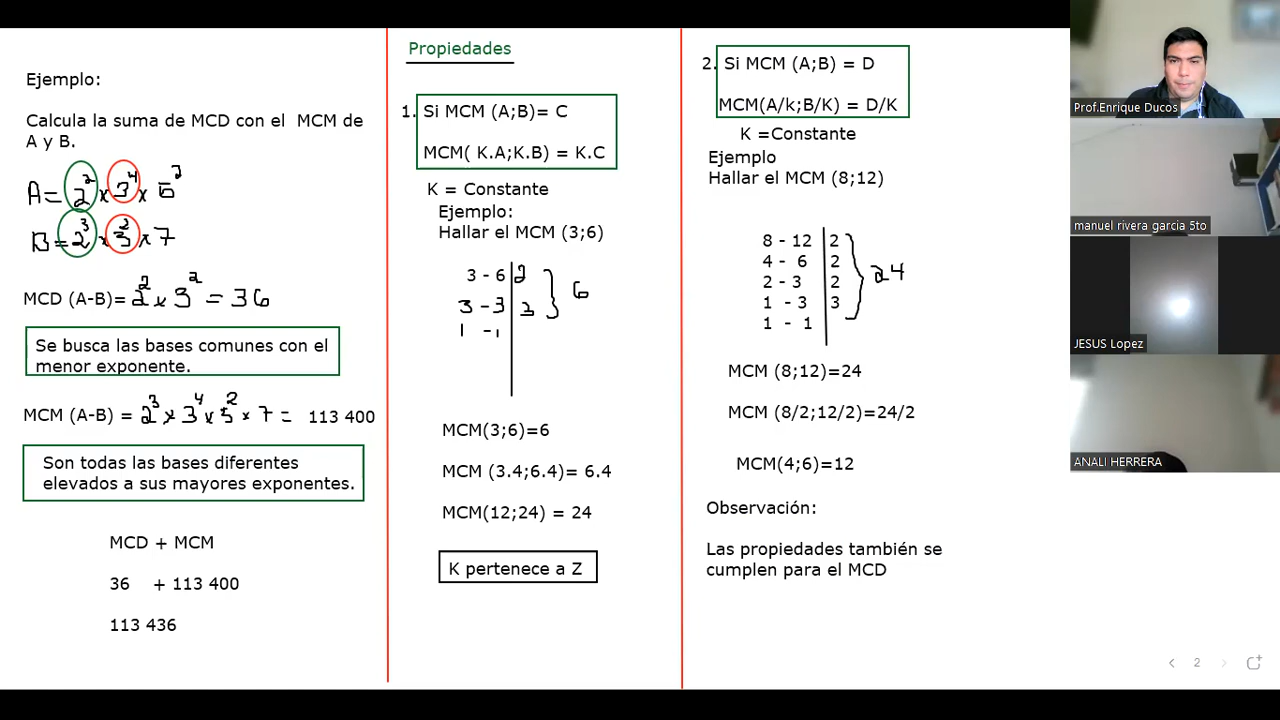 Ejemplo:
Calcula la suma de MCD con el MCM de
A y B.
A= 2² x 3⁴ x 5²
B= 2³ x 3² x 7
MCD (A-B)= 2² x 3² = 36
Se busca las bases comunes con el
menor exponente.
MCM (A-B) = 2³ x 3⁴ x 5² x 7 = 113 400
Son todas las bases diferentes
elevados a sus mayores exponentes.
MCD + MCM
36 + 113 400
113 436
Propiedades
1. Si MCM (A;B)= C
MCM( K.A;K.B) = K.C
K = Constante
Ejemplo:
Hallar el MCM (3;6)
3 - 6 | 2
3 - 3 | 3 } 6
1 - 1
MCM(3;6)=6
MCM (3.4;6.4)= 6.4
MCM(12;24) = 24
K pertenece a Z
2. Si MCM (A;B) = D
MCM(A/k;B/K) = D/K
K =Constante
Ejemplo
Hallar el MCM (8;12)
8 - 12 | 2
4 - 6 | 2
2 - 3 | 2 } 24
1 - 3 | 3
1 - 1
MCM (8;12)=24
MCM (8/2;12/2)=24/2
MCM(4;6)=12
Observación:
Las propiedades también se
cumplen para el MCD
Prof.Enrique Ducos
manuel rivera garcia 5to
JESUS Lopez
ANALI HERRERA
< 2 >